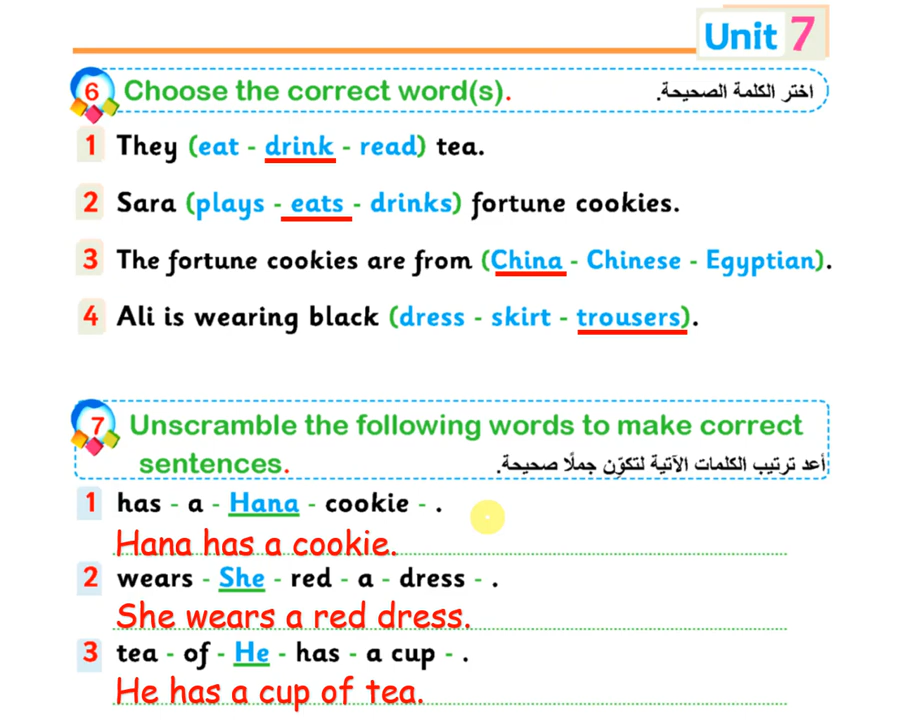 Unit 7
6 Choose the correct word(s). اختر الكلمة الصحيحة.
1 They (eat - drink - read) tea.
2 Sara (plays - eats - drinks) fortune cookies.
3 The fortune cookies are from (China - Chinese - Egyptian).
4 Ali is wearing black (dress - skirt - trousers).
7 Unscramble the following words to make correct
sentences. أعد ترتيب الكلمات الآتية لتكوِّن جملًا صحيحة.
1 has - a - Hana - cookie - .
Hana has a cookie.
2 wears - She - red - a - dress - .
She wears a red dress.
3 tea - of - He - has - a cup - .
He has a cup of tea.